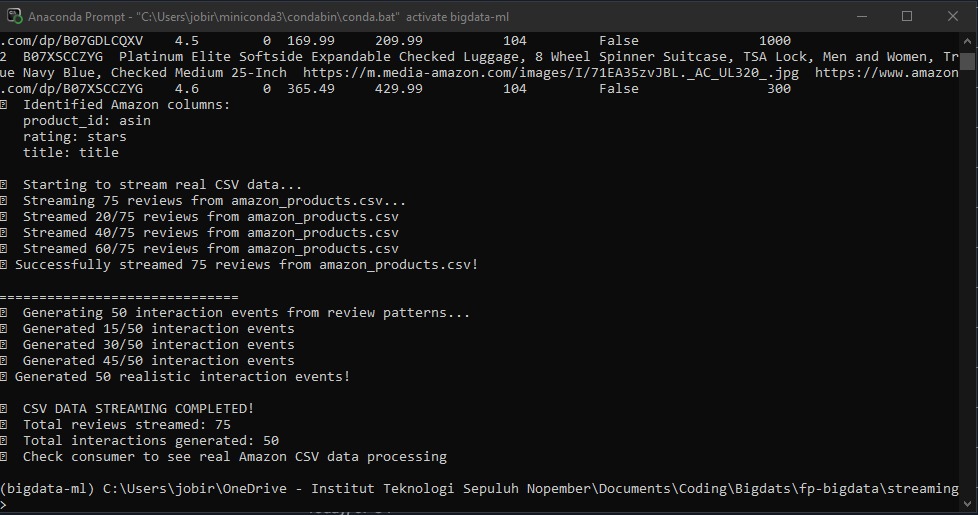 Anaconda Prompt - "C:\Users\jobir\miniconda3\condabin\conda.bat" activate bigdata-ml
.com/dp/B07GDLCQXV    4.5        0  169.99     209.99          104         False               1000
2  B07XSCCZYG  Platinum Elite Softside Expandable Checked Luggage, 8 Wheel Spinner Suitcase, TSA Lock, Men and Women, Tr
ue Navy Blue, Checked Medium 25-Inch  https://m.media-amazon.com/images/I/71EA35zvJBL._AC_UL320_.jpg  https://www.amazon
.com/dp/B07XSCCZYG    4.6        0  365.49     429.99          104         False                300
Identified Amazon columns:
product_id: asin
rating: stars
title: title
Starting to stream real CSV data...
Streaming 75 reviews from amazon_products.csv...
Streamed 20/75 reviews from amazon_products.csv
Streamed 40/75 reviews from amazon_products.csv
Streamed 60/75 reviews from amazon_products.csv
Successfully streamed 75 reviews from amazon_products.csv!
==============================
Generating 50 interaction events from review patterns...
Generated 15/50 interaction events
Generated 30/50 interaction events
Generated 45/50 interaction events
Generated 50 realistic interaction events!
CSV DATA STREAMING COMPLETED!
Total reviews streamed: 75
Total interactions generated: 50
Check consumer to see real Amazon CSV data processing
(bigdata-ml) C:\Users\jobir\OneDrive - Institut Teknologi Sepuluh Nopember\Documents\Coding\Bigdats\fp-bigdata\streaming
>